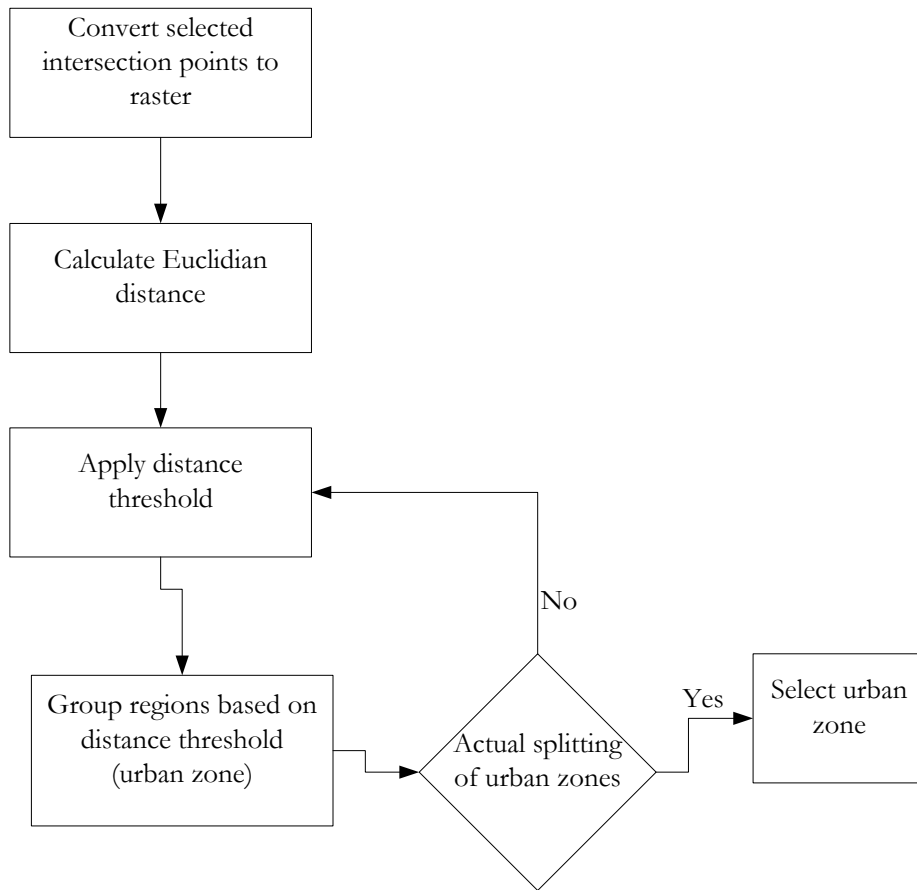 Convert selected
intersection points to
raster
Calculate Euclidian
distance
Apply distance
threshold
Group regions based on
distance threshold
(urban zone)
Actual splitting
of urban zones
No
Yes
Select urban
zone